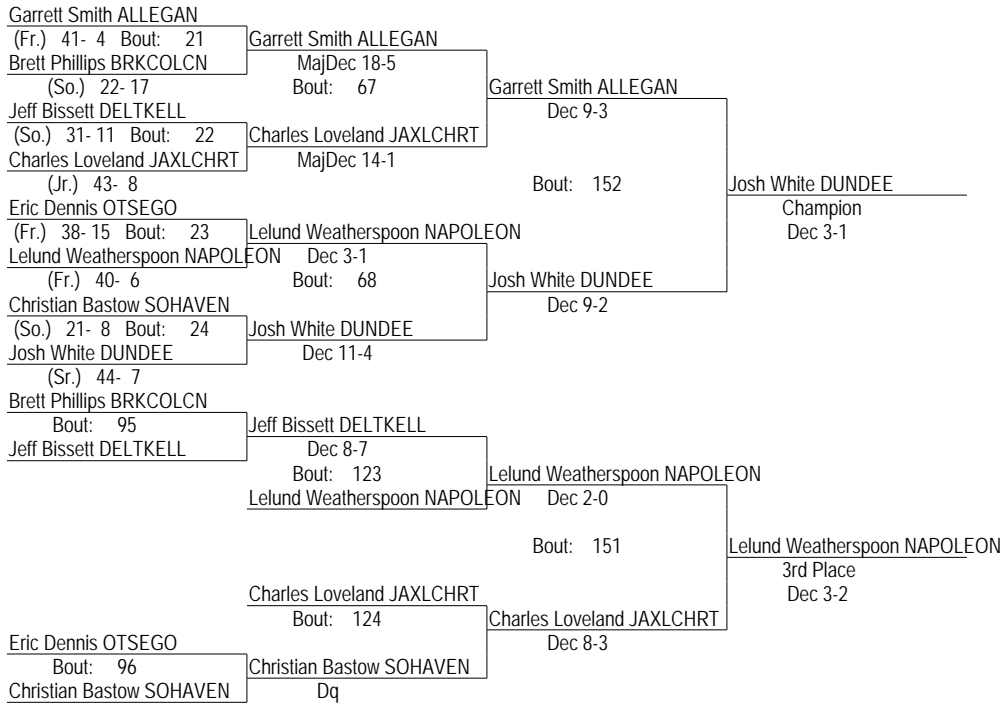 Garrett Smith ALLEGAN
(Fr.) 41- 4 Bout: 21 Garrett Smith ALLEGAN
Brett Phillips BRKCOLCN MajDec 18-5
(So.) 22- 17 Bout: 67 Garrett Smith ALLEGAN
Jeff Bissett DELTKELL Dec 9-3
(So.) 31- 11 Bout: 22 Charles Loveland JAXLCHRT
Charles Loveland JAXLCHRT MajDec 14-1
(Jr.) 43- 8 Bout: 152 Josh White DUNDEE
Eric Dennis OTSEGO Champion
(Fr.) 38- 15 Bout: 23 Lelund Weatherspoon NAPOLEON Dec 3-1
Lelund Weatherspoon NAPOLEON Dec 3-1
(Fr.) 40- 6 Bout: 68 Josh White DUNDEE
Christian Bastow SOHAVEN Dec 9-2
(So.) 21- 8 Bout: 24 Josh White DUNDEE
Josh White DUNDEE Dec 11-4
(Sr.) 44- 7
Brett Phillips BRKCOLCN
Bout: 95 Jeff Bissett DELTKELL
Jeff Bissett DELTKELL Dec 8-7
Bout: 123 Lelund Weatherspoon NAPOLEON
Lelund Weatherspoon NAPOLEON Dec 2-0
Bout: 151 Lelund Weatherspoon NAPOLEON
3rd Place
Charles Loveland JAXLCHRT Dec 3-2
Bout: 124 Charles Loveland JAXLCHRT
Eric Dennis OTSEGO Dec 8-3
Bout: 96 Christian Bastow SOHAVEN
Christian Bastow SOHAVEN Dq